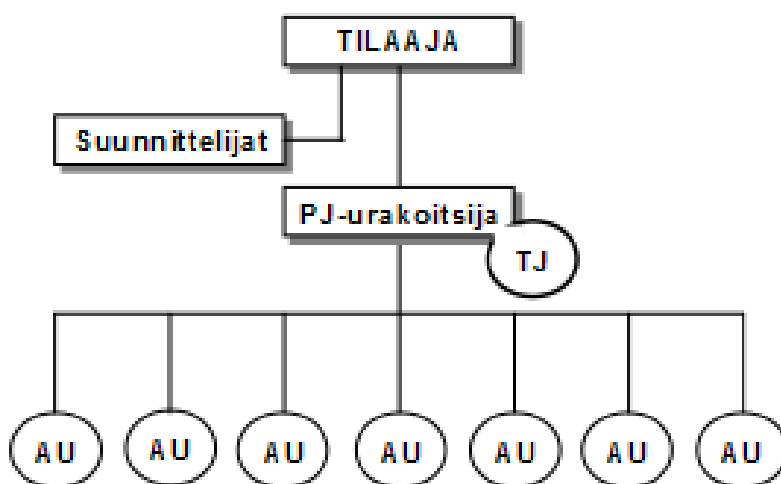 TILAAJA
Suunnittelijat
PJ-urakoitsija
TJ
AU AU AU AU AU AU AU